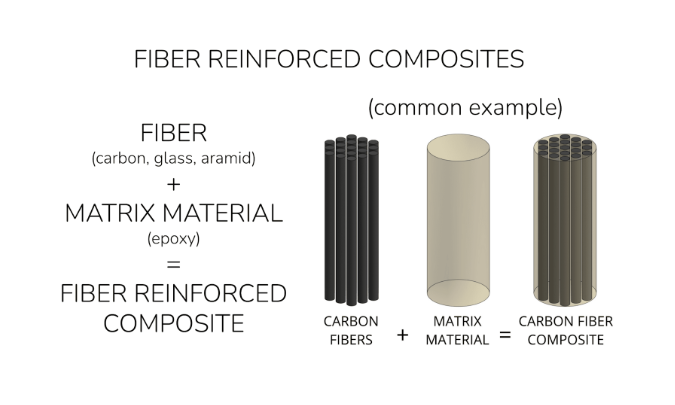 FIBER REINFORCED COMPOSITES
FIBER
(carbon, glass, aramid)
+
MATRIX MATERIAL
(epoxy)
=
FIBER REINFORCED
COMPOSITE
(common example)
CARBON
FIBERS
+
MATRIX
MATERIAL
=
CARBON FIBER
COMPOSITE